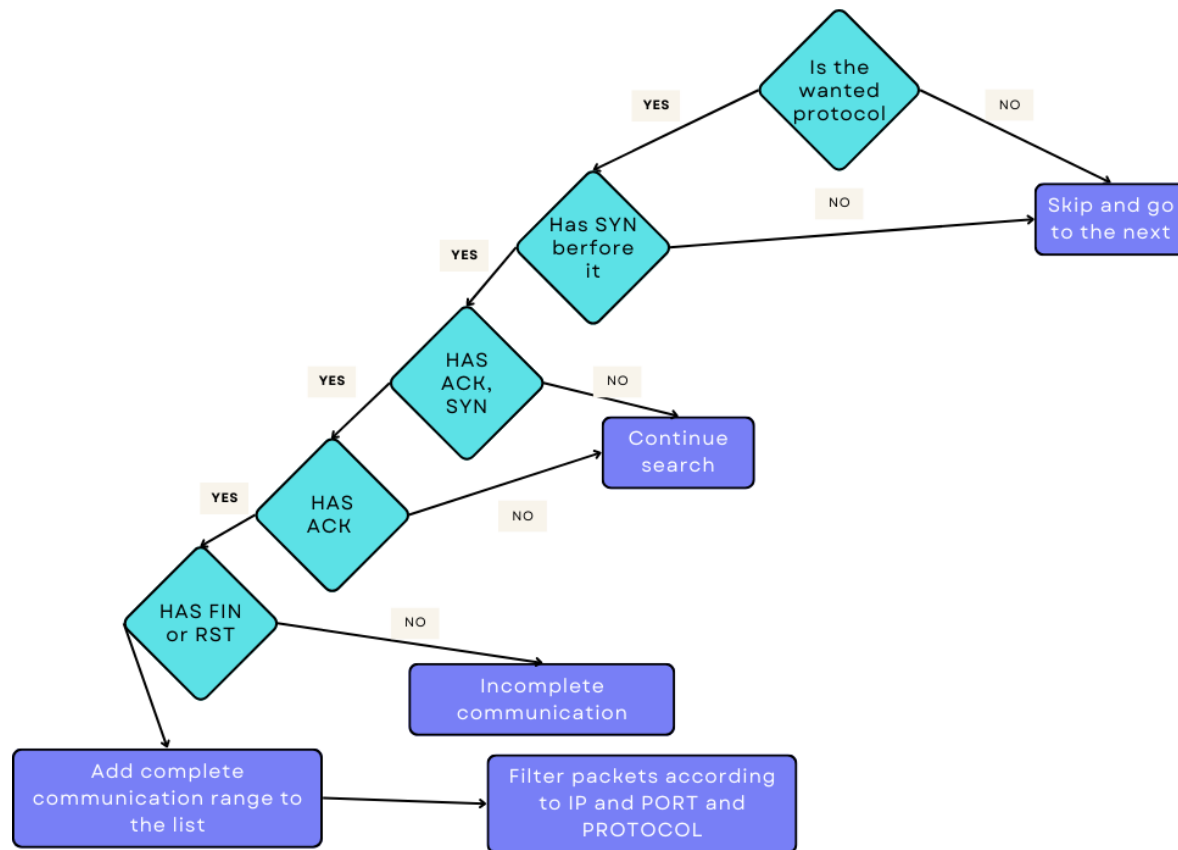 Is the
wanted
protocol
YES
NO
Has SYN
berfore
it
NO
Skip and go
to the next
YES
HAS
ACK,
SYN
YES
NO
Continue
search
HAS
ACK
YES
NO
HAS FIN
or RST
NO
Incomplete
communication
Add complete
communication range to
the list
Filter packets according
to IP and PORT and
PROTOCOL